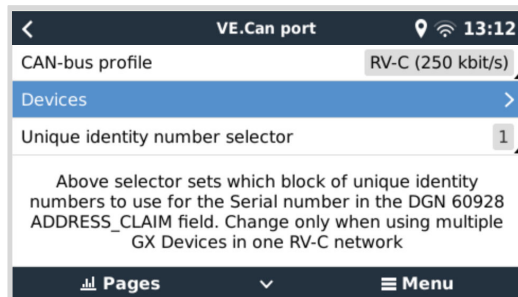 VE.Can port 13:12
CAN-bus profile RV-C (250 kbit/s)
Devices
Unique identity number selector 1
Above selector sets which block of unique identity
numbers to use for the Serial number in the DGN 60928
ADDRESS_CLAIM field. Change only when using multiple
GX Devices in one RV-C network
Pages Menu